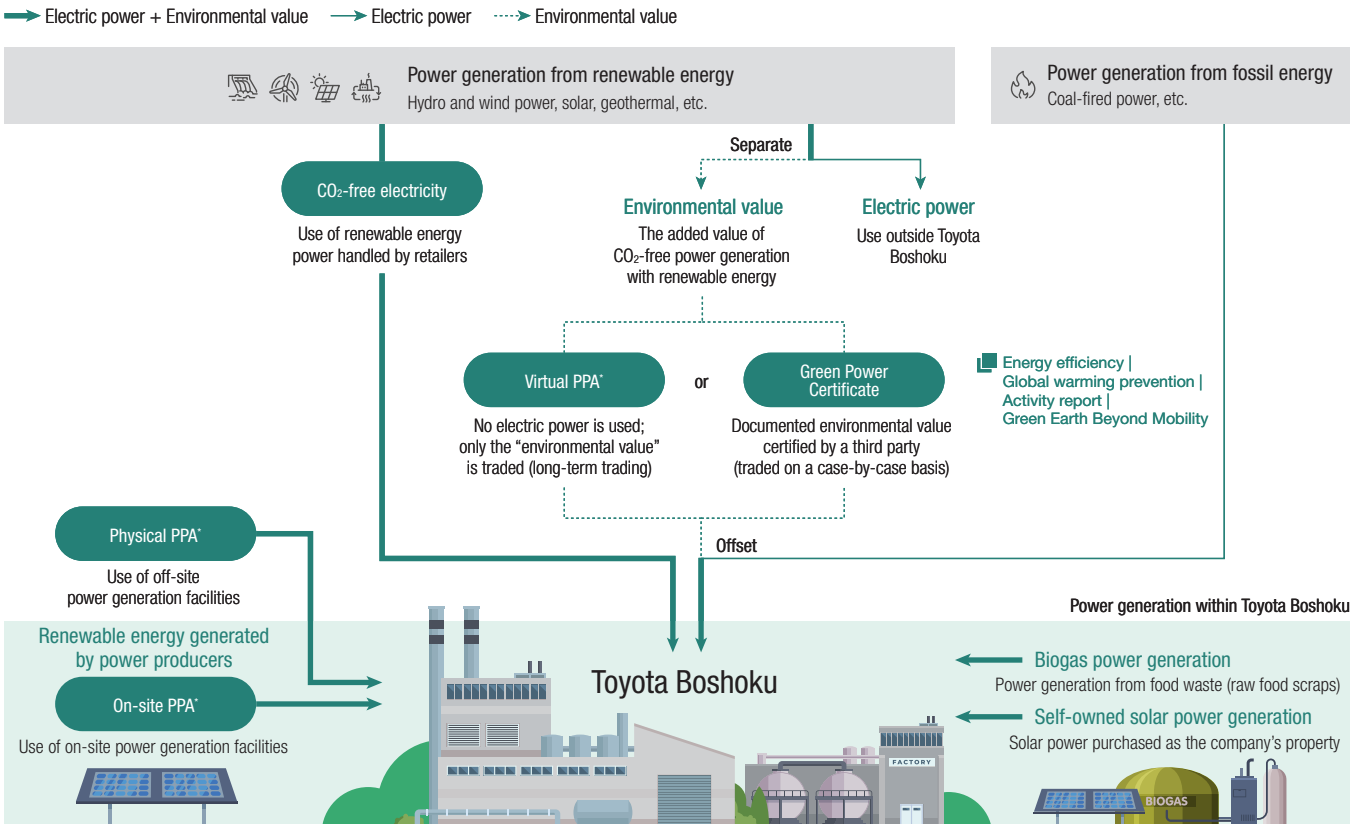 Electric power + Environmental value
Electric power
Environmental value
Power generation from renewable energy
Hydro and wind power, solar, geothermal, etc.
Power generation from fossil energy
Coal-fired power, etc.
Separate
CO₂-free electricity
Use of renewable energy
power handled by retailers
Environmental value
The added value of
CO₂-free power generation
with renewable energy
Electric power
Use outside Toyota
Boshoku
Virtual PPA*
No electric power is used;
only the “environmental value”
is traded (long-term trading)
or
Green Power
Certificate
Documented environmental value
certified by a third party
(traded on a case-by-case basis)
Energy efficiency |
Global warming prevention |
Activity report |
Green Earth Beyond Mobility
Offset
Physical PPA*
Use of off-site
power generation facilities
Power generation within Toyota Boshoku
Renewable energy generated
by power producers
On-site PPA*
Use of on-site power generation facilities
Toyota Boshoku
Biogas power generation
Power generation from food waste (raw food scraps)
Self-owned solar power generation
Solar power purchased as the company’s property
FACTORY
BIOGAS